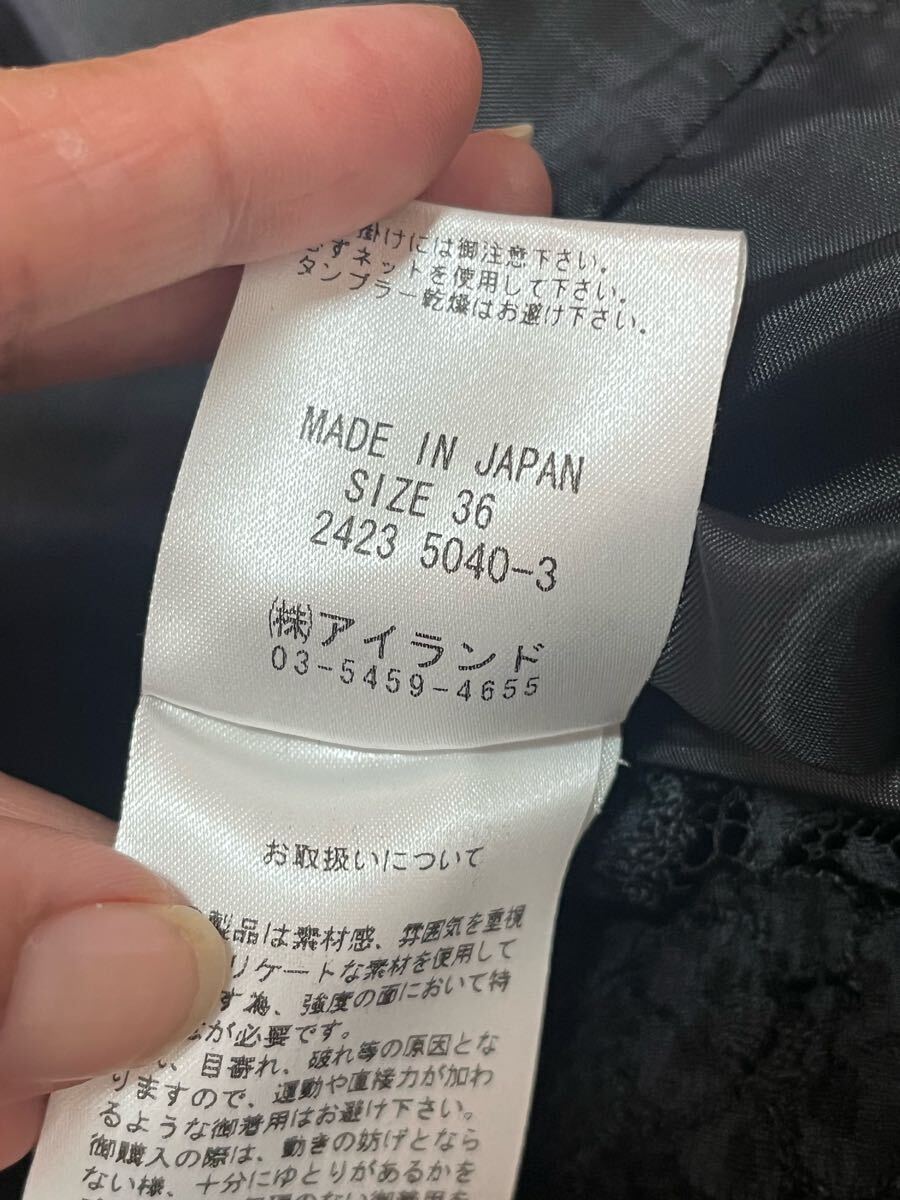 掛けには御注意下さい。
ずネットを使用して下さい。
タンブラー乾燥はお避け下さい。
MADE IN JAPAN
SIZE 36
2423 5040-3
㈱アイランド
03-5459-4655
お取扱いについて
製品は素材感、雰囲気を重視
リケートな素材を使用して
す為、強度の面において特
が必要です。
い、目寄れ、破れ等の原因とな
りますので、運動や直接力が加わ
るような御着用はお避け下さい。
御購入の際は、動きの妨げとなら
ない様、十分にゆとりがあるかを
のない御着用を